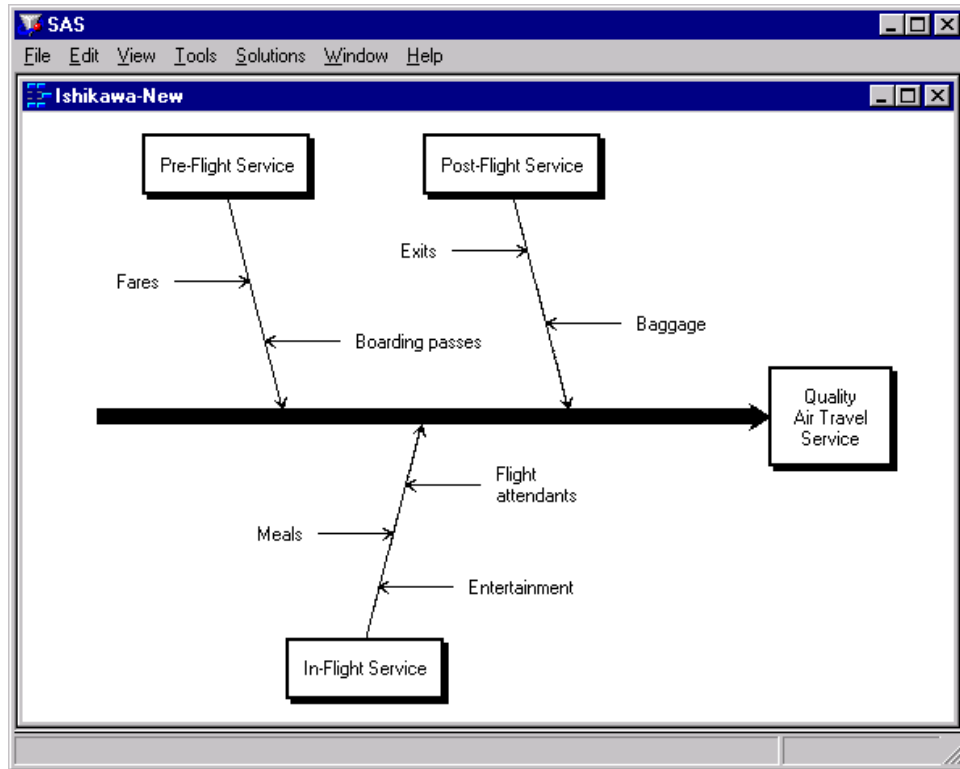 SAS
File Edit View Tools Solutions Window Help
Ishikawa-New
Pre-Flight Service
Post-Flight Service
Exits
Fares
Baggage
Boarding passes
Quality
Air Travel
Service
Flight
attendants
Meals
Entertainment
In-Flight Service